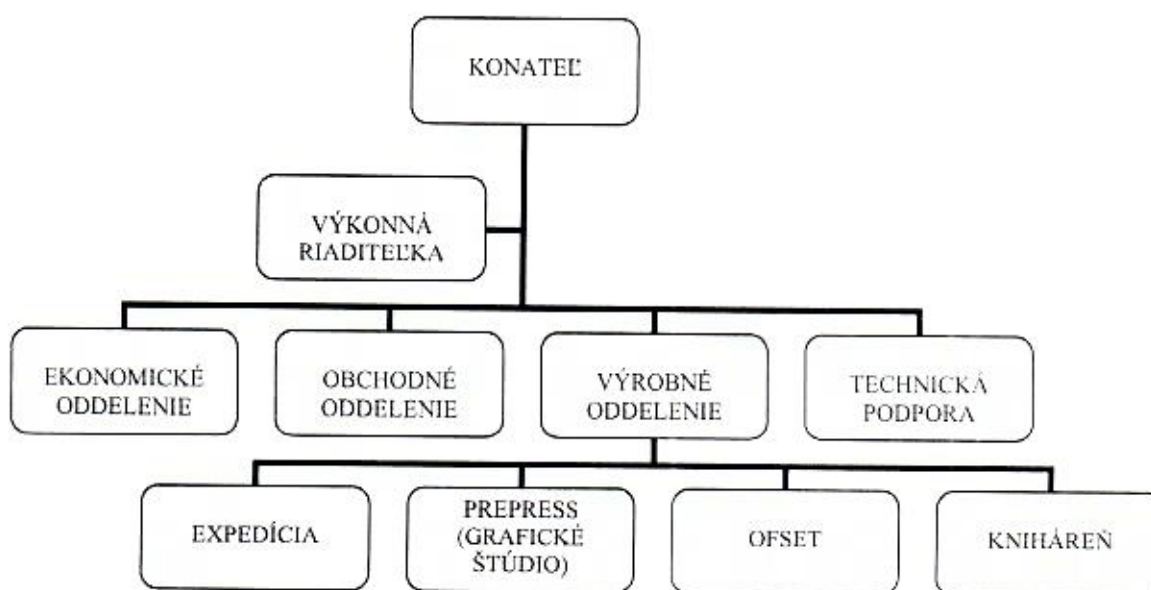 KONATEĽ
VÝKONNÁ
RIADITEĽKA
EKONOMICKÉ
ODDELENIE
OBCHODNÉ
ODDELENIE
VÝROBNÉ
ODDELENIE
TECHNICKÁ
PODPORA
EXPEDÍCIA
PREPRESS
(GRAFICKÉ
ŠTÚDIO)
OFSET
KNIHÁREŇ